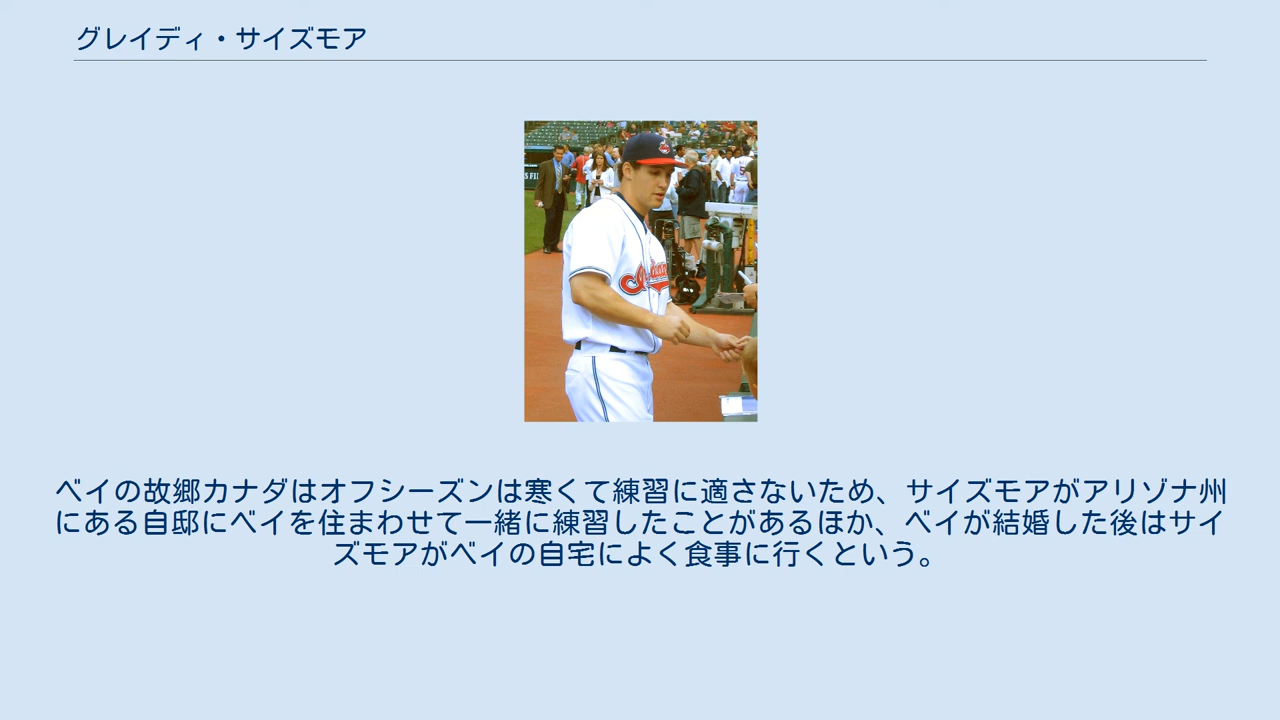 グレイディ・サイズモア
Indians
ベイの故郷カナダはオフシーズンは寒くて練習に適さないため、サイズモアがアリゾナ州
にある自邸にベイを住まわせて一緒に練習したことがあるほか、ベイが結婚した後はサイ
ズモアがベイの自宅によく食事に行くという。